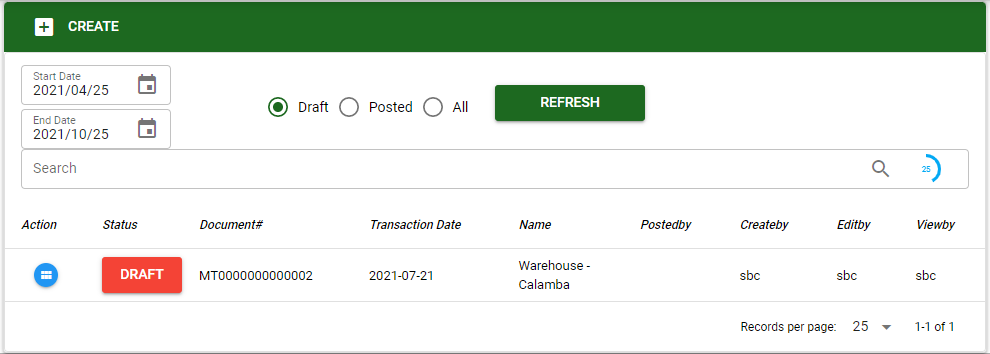 CREATE
Start Date
2021/04/25
End Date
2021/10/25
Draft Posted All
REFRESH
Search
25
Action Status Document# Transaction Date Name Postedby Createby Editby Viewby
DRAFT MT0000000000002 2021-07-21 Warehouse - Calamba sbc sbc sbc
Records per page: 25 1-1 of 1